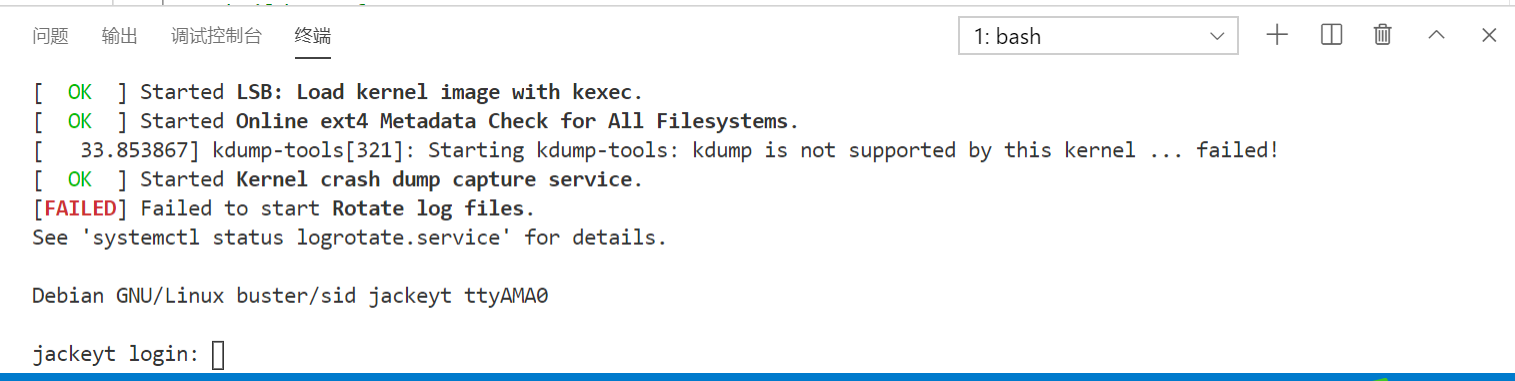 问题 输出 调试控制台 终端 1: bash
[  OK  ] Started LSB: Load kernel image with kexec.
[  OK  ] Started Online ext4 Metadata Check for All Filesystems.
[   33.853867] kdump-tools[321]: Starting kdump-tools: kdump is not supported by this kernel ... failed!
[  OK  ] Started Kernel crash dump capture service.
[FAILED] Failed to start Rotate log files.
See 'systemctl status logrotate.service' for details.
Debian GNU/Linux buster/sid jackeyt ttyAMA0
jackeyt login: